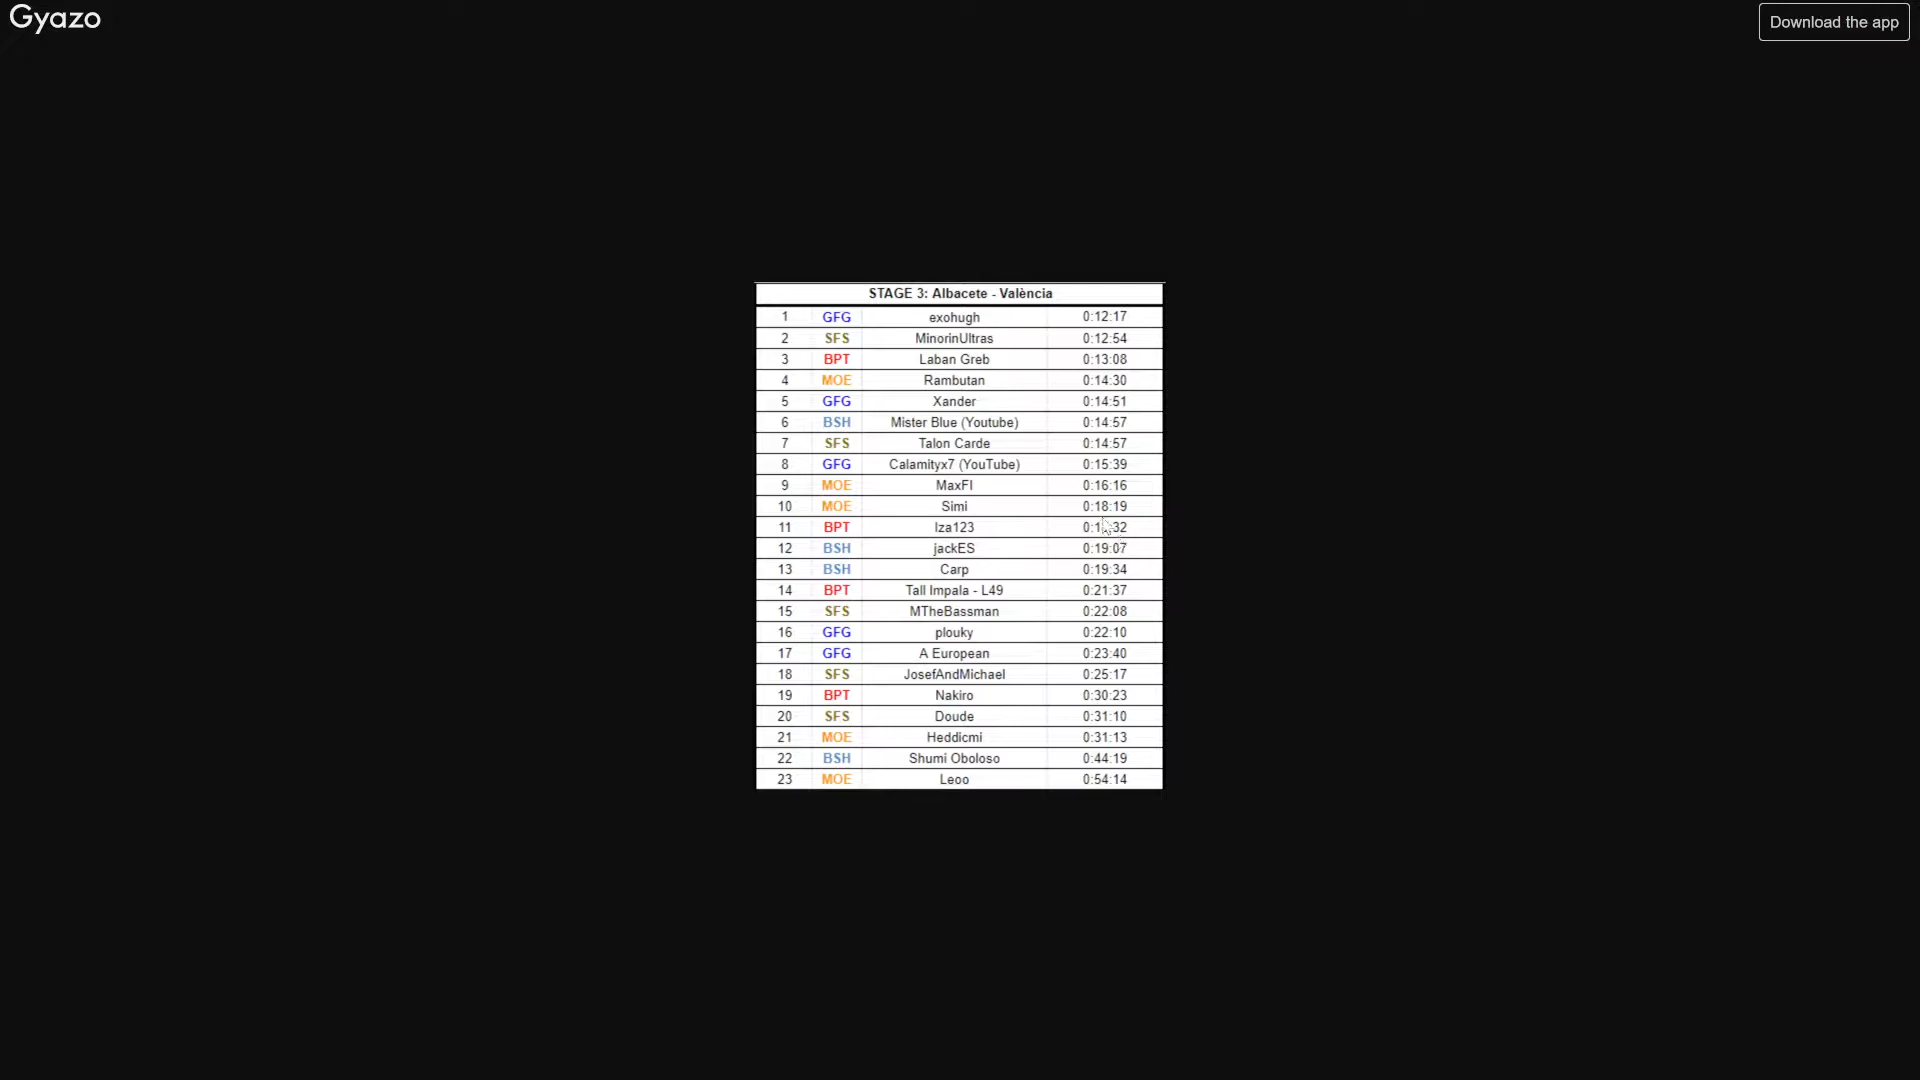 Gyazo
Download the app
STAGE 3: Albacete - València
1 GFG exohugh 0:12:17
2 SFS MinorinUltras 0:12:54
3 BPT Laban Greb 0:13:08
4 MOE Rambutan 0:14:30
5 GFG Xander 0:14:51
6 BSH Mister Blue (Youtube) 0:14:57
7 SFS Talon Carde 0:14:57
8 GFG Calamityx7 (YouTube) 0:15:39
9 MOE MaxFI 0:16:16
10 MOE Simi 0:18:19
11 BPT Iza123
12 BSH jackES 0:19:07
13 BSH Carp 0:19:34
14 BPT Tall Impala - L49 0:21:37
15 SFS MTheBassman 0:22:08
16 GFG plouky 0:22:10
17 GFG A European 0:23:40
18 SFS JosefAndMichael 0:25:17
19 BPT Nakiro 0:30:23
20 SFS Doude 0:31:10
21 MOE Heddicmi 0:31:13
22 BSH Shumi Oboloso 0:44:19
23 MOE Leoo 0:54:14